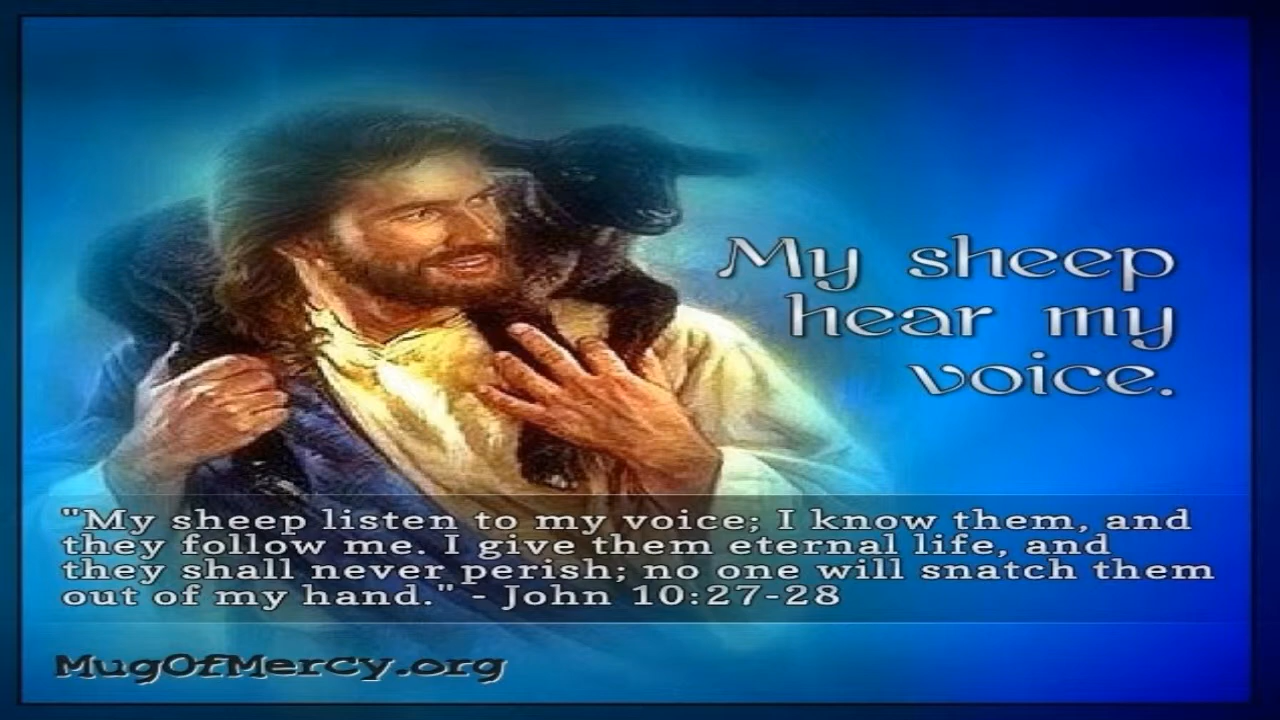 My sheep
hear my
voice.
"My sheep listen to my voice; I know them, and
they follow me. I give them eternal life, and
they shall never perish; no one will snatch them
out of my hand." - John 10:27-28
MugOfMercy.org